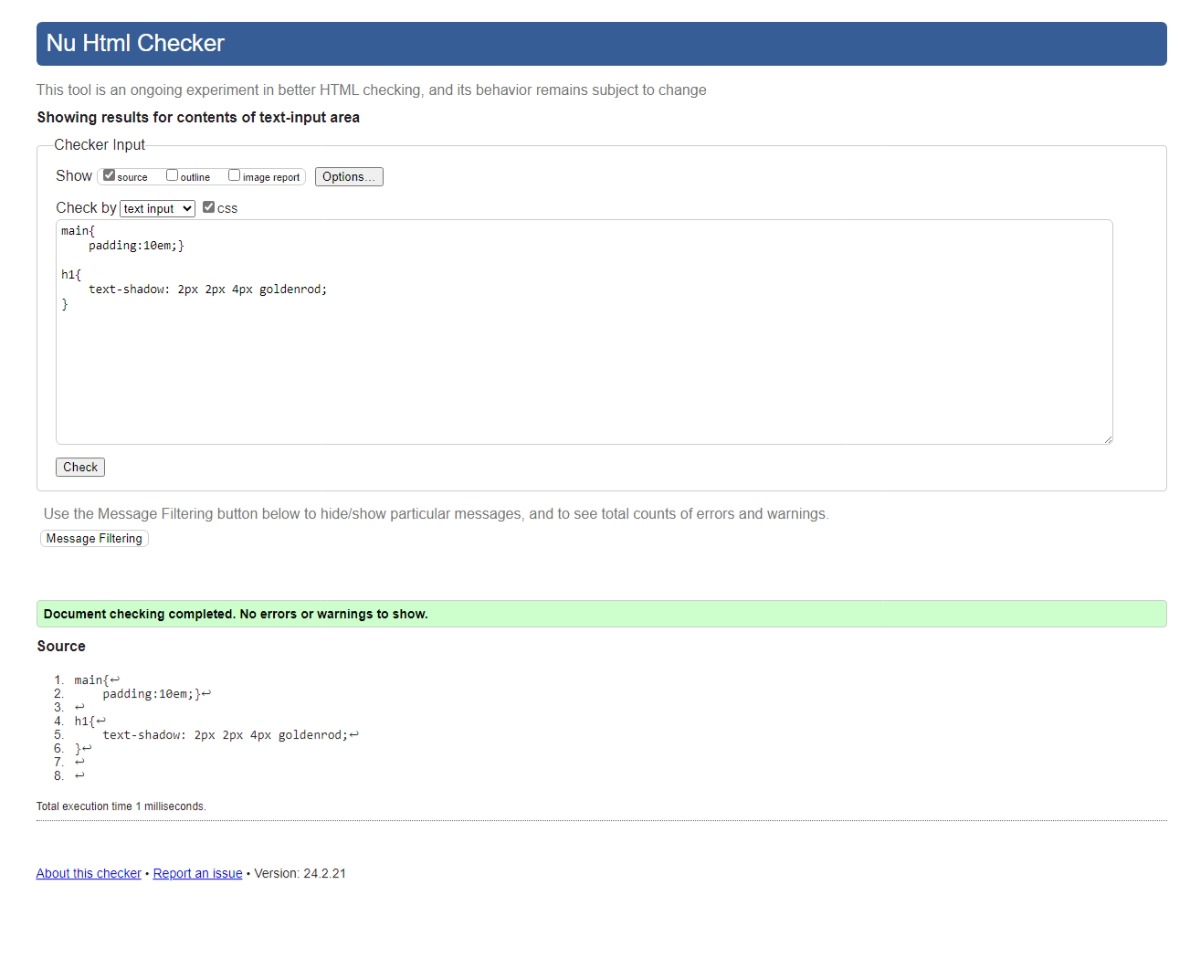 Nu Html Checker
This tool is an ongoing experiment in better HTML checking, and its behavior remains subject to change
Showing results for contents of text-input area
Checker Input
Show source outline image report Options...
Check by text input css
main{
    padding:10em;}

h1{
    text-shadow: 2px 2px 4px goldenrod;
}
Check
Use the Message Filtering button below to hide/show particular messages, and to see total counts of errors and warnings.
Message Filtering
Document checking completed. No errors or warnings to show.
Source
1. main{↩
2.     padding:10em;}↩
3. ↩
4. h1{↩
5.     text-shadow: 2px 2px 4px goldenrod;↩
6. }↩
7. ↩
8. ↩
Total execution time 1 milliseconds.
About this checker • Report an issue • Version: 24.2.21